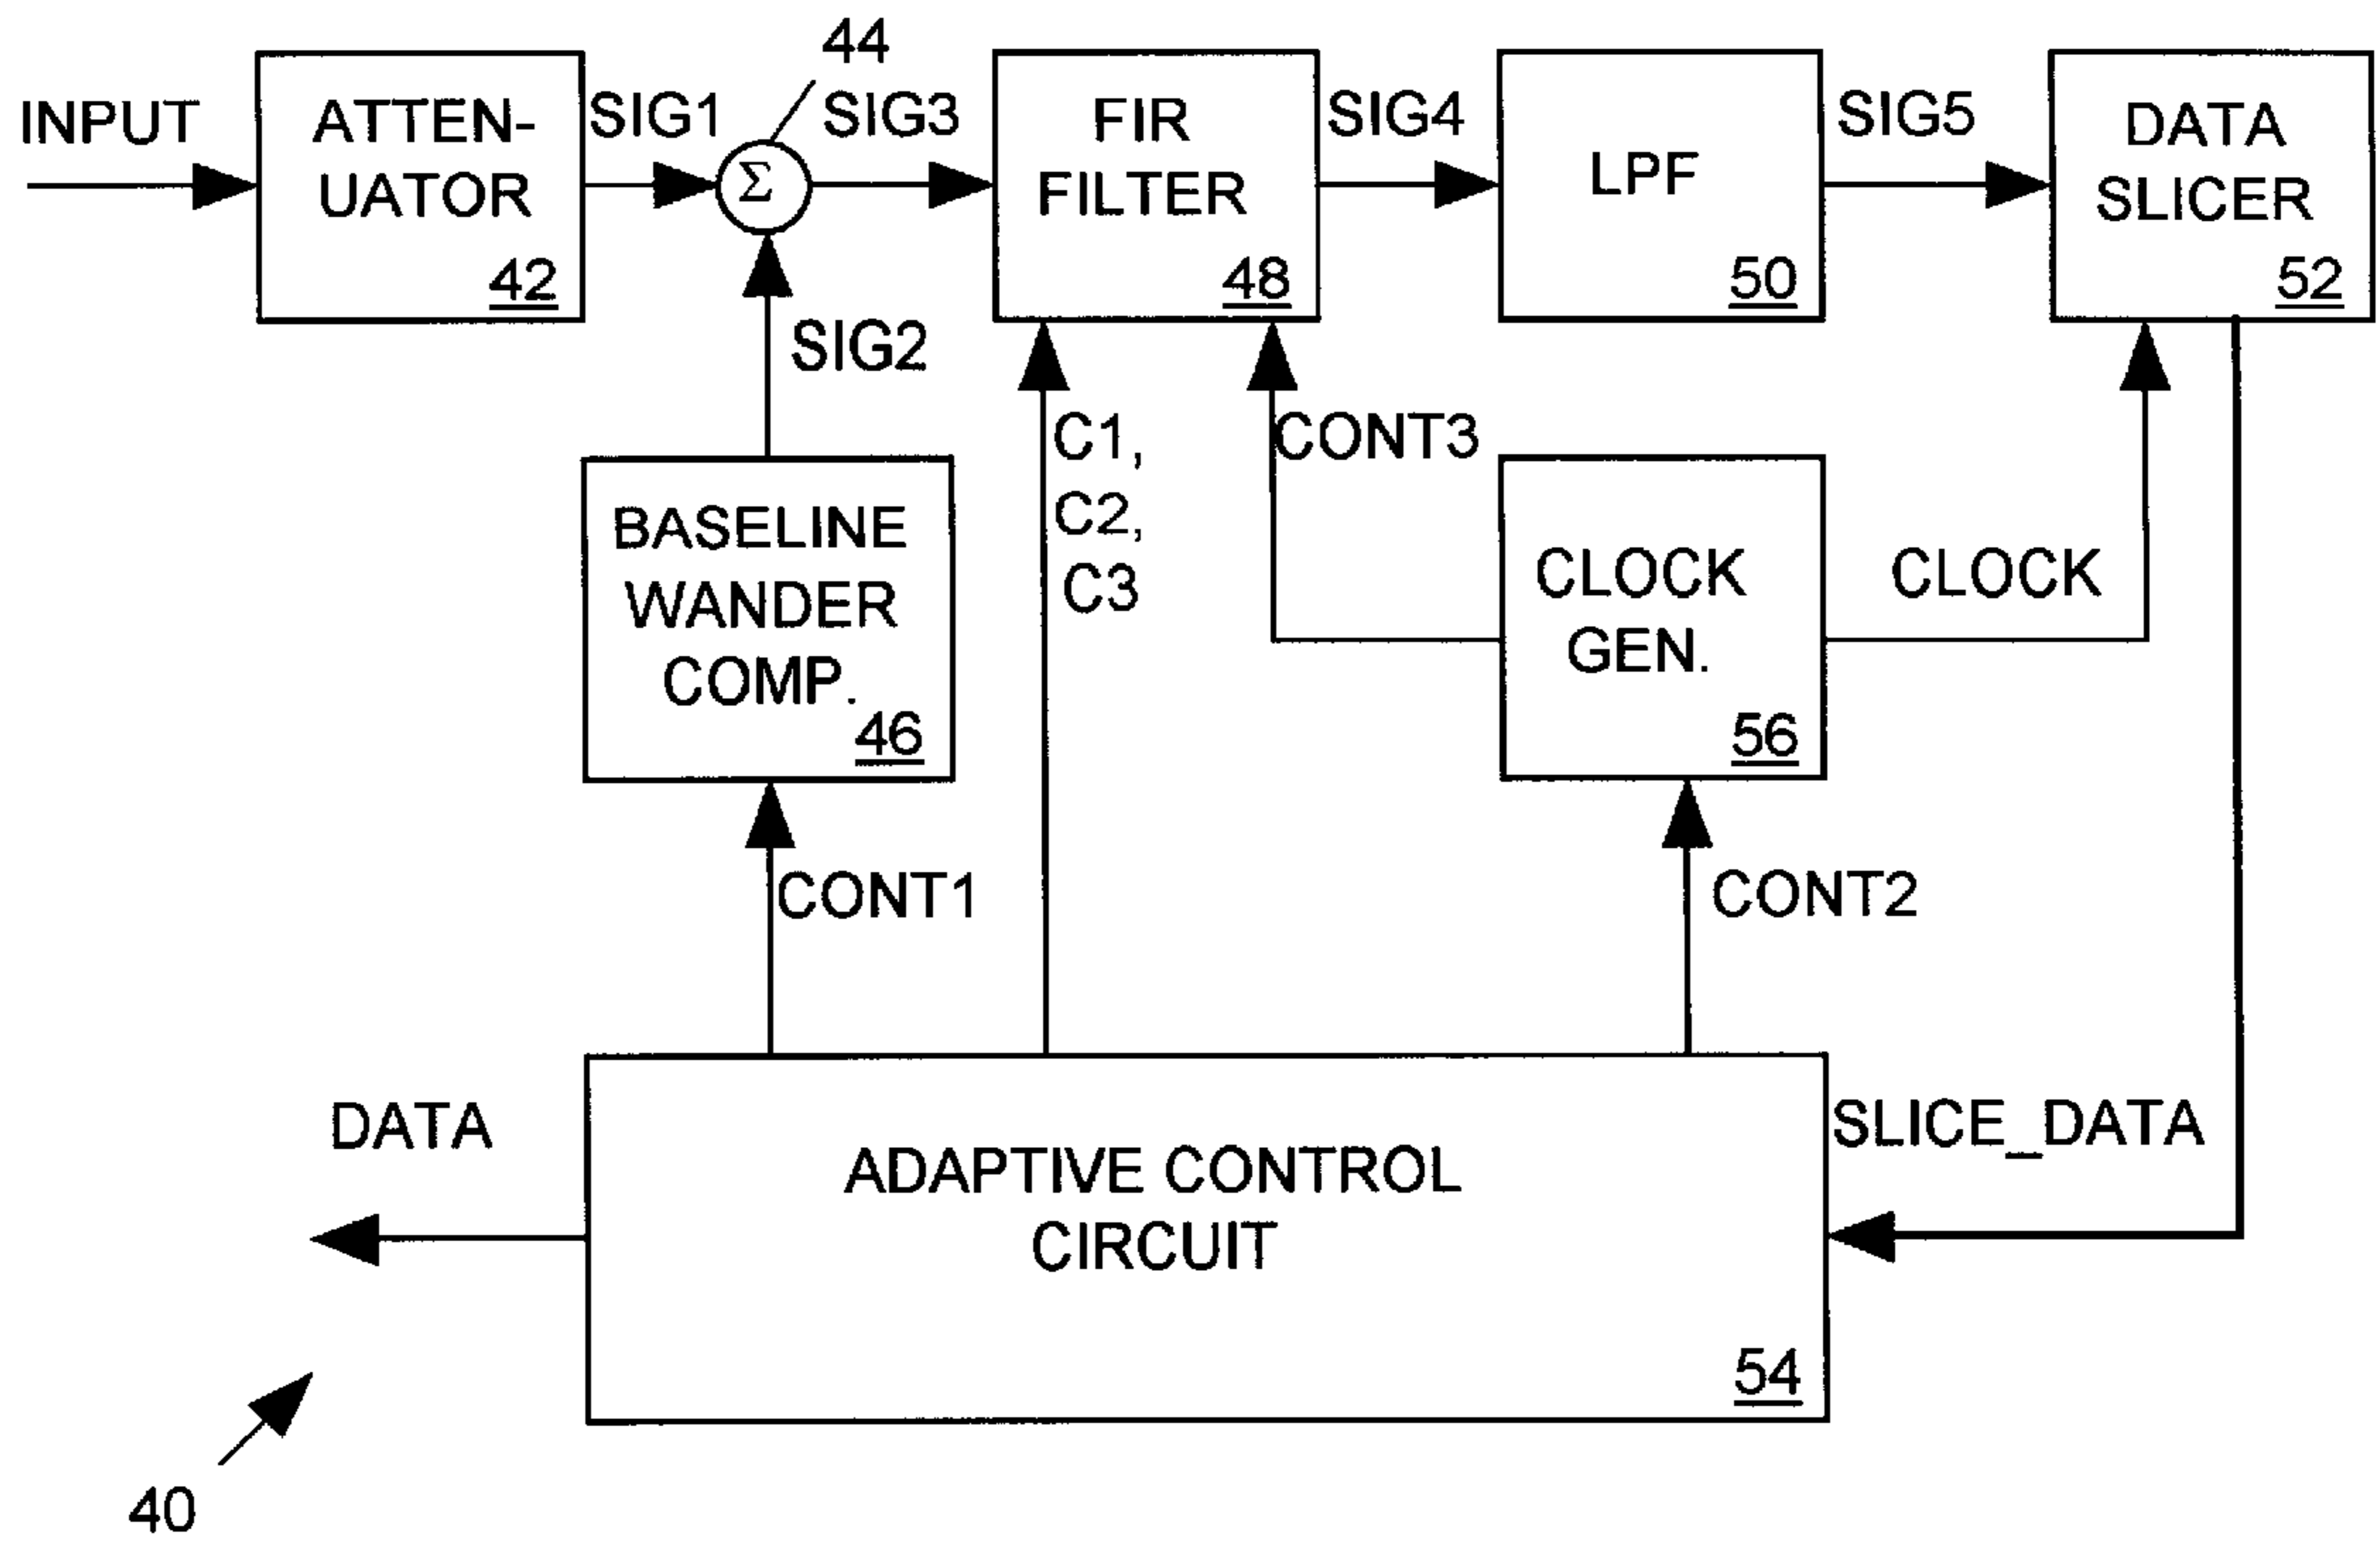 44
INPUT
ATTEN-
UATOR
42
SIG1
Σ
SIG3
FIR
FILTER
48
SIG4
LPF
50
SIG5
DATA
SLICER
52
SIG2
C1,
C2,
C3
CONT3
BASELINE
WANDER
COMP.
46
CLOCK
GEN.
56
CLOCK
CONT1
CONT2
DATA
ADAPTIVE CONTROL
CIRCUIT
54
SLICE_DATA
40